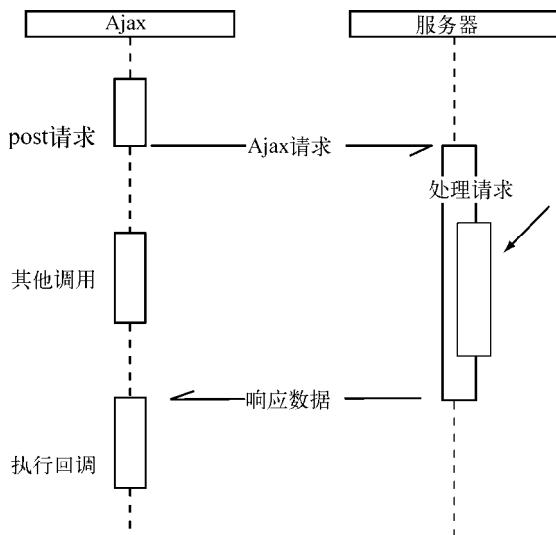 Ajax
服务器
post请求
Ajax请求
处理请求
其他调用
响应数据
执行回调